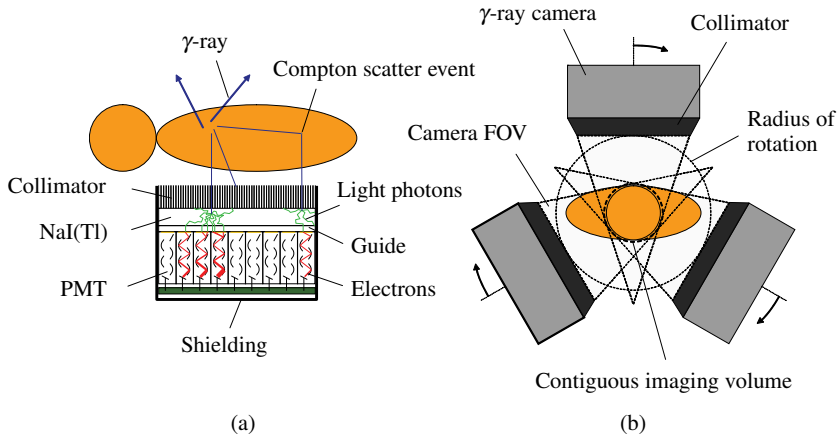 γ-ray
Compton scatter event
Collimator
NaI(Tl)
PMT
Light photons
Guide
Electrons
Shielding
(a)
γ-ray camera
Collimator
Camera FOV
Radius of
rotation
Contiguous imaging volume
(b)